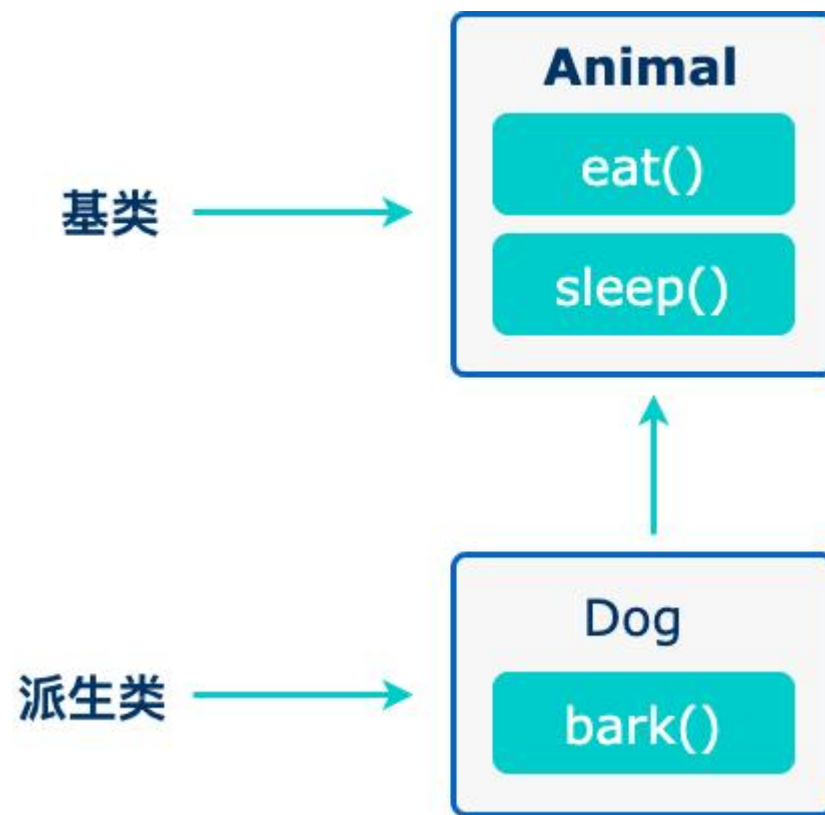 Animal
eat()
基类
sleep()
Dog
派生类
bark()